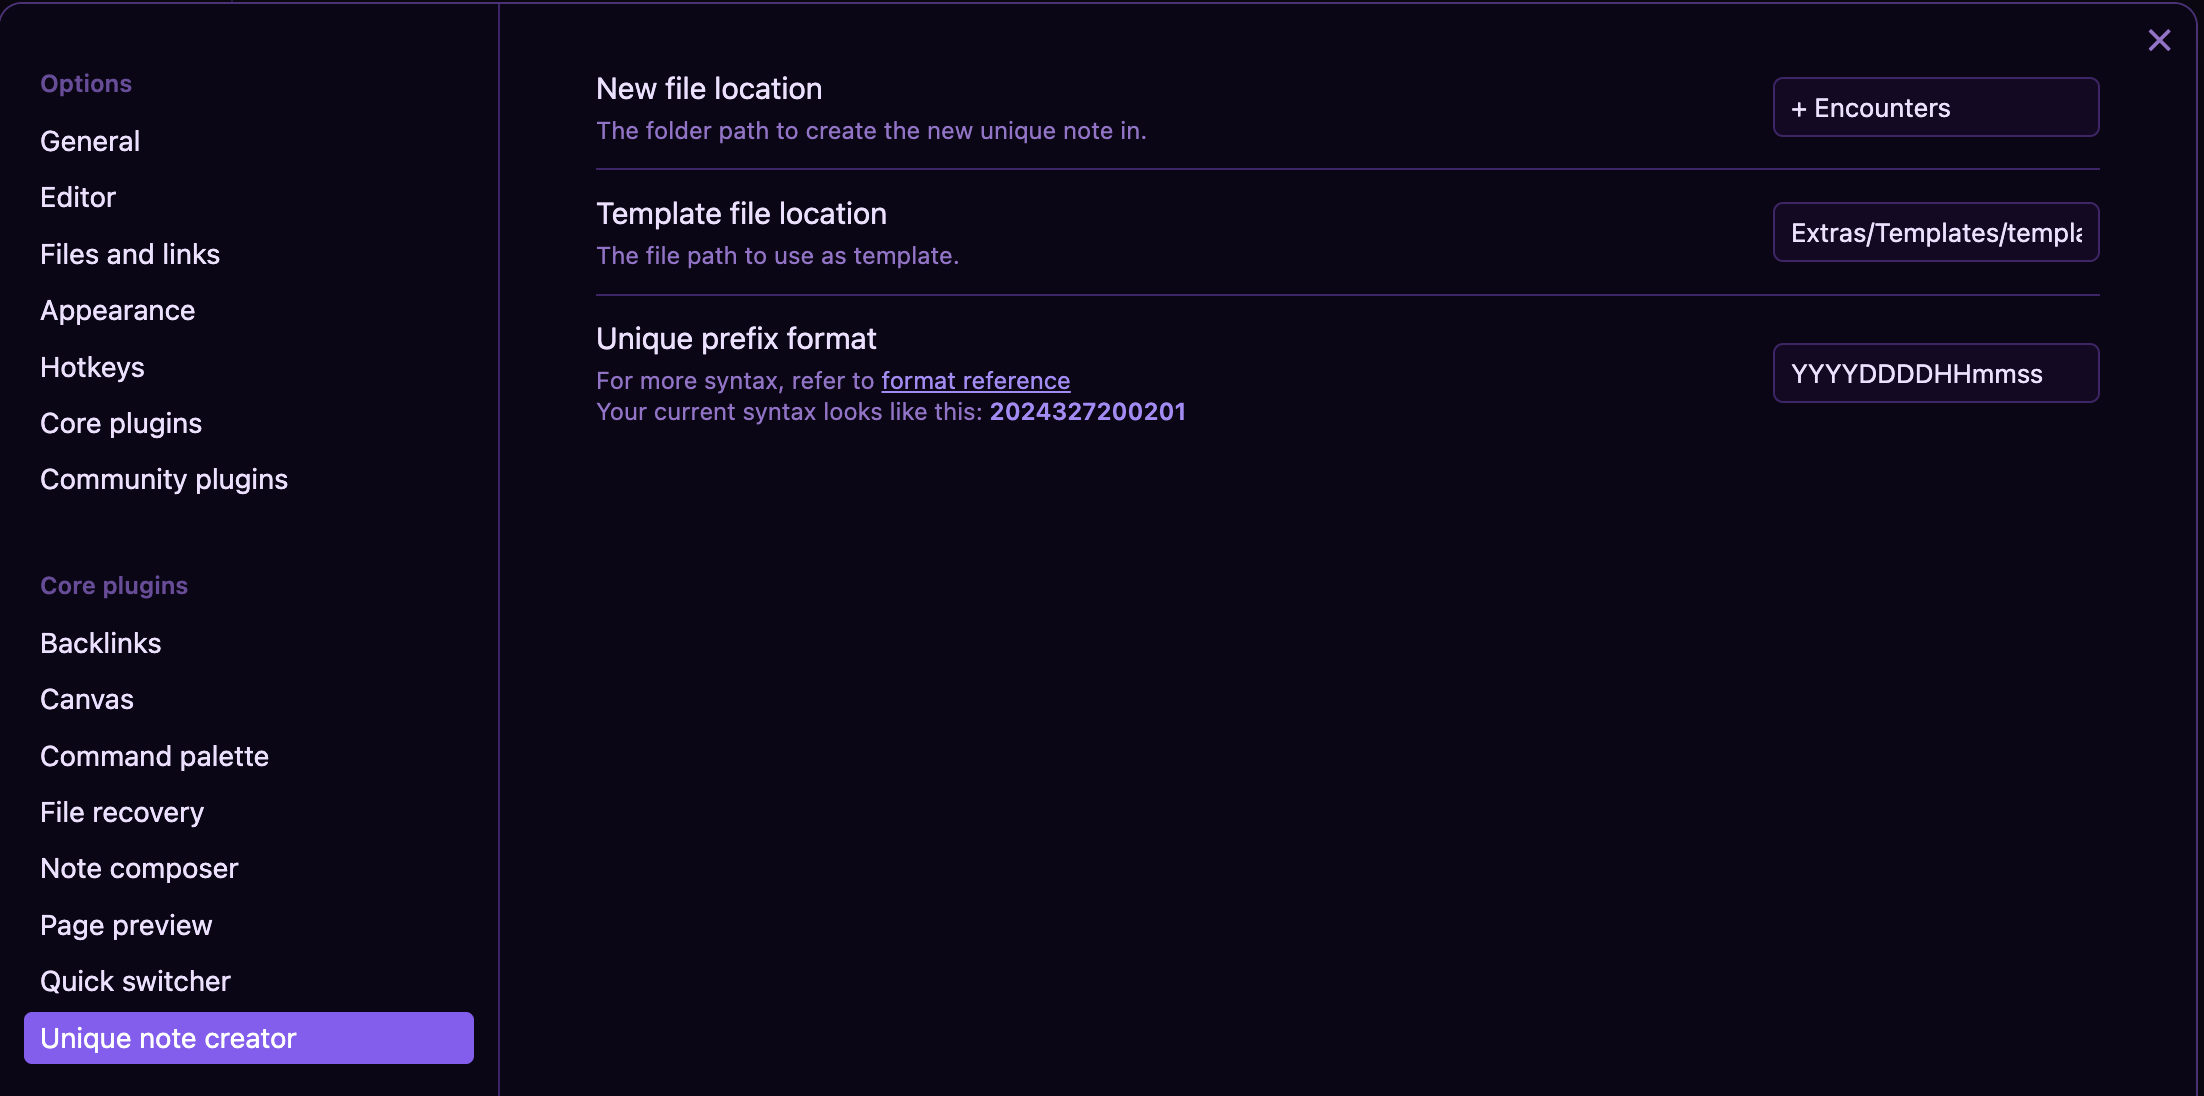 Options
General
Editor
Files and links
Appearance
Hotkeys
Core plugins
Community plugins
Core plugins
Backlinks
Canvas
Command palette
File recovery
Note composer
Page preview
Quick switcher
Unique note creator
New file location
The folder path to create the new unique note in.
+ Encounters
Template file location
The file path to use as template.
Extras/Templates/templa
Unique prefix format
For more syntax, refer to format reference
Your current syntax looks like this: 2024327200201
YYYYDDDDHHmmss